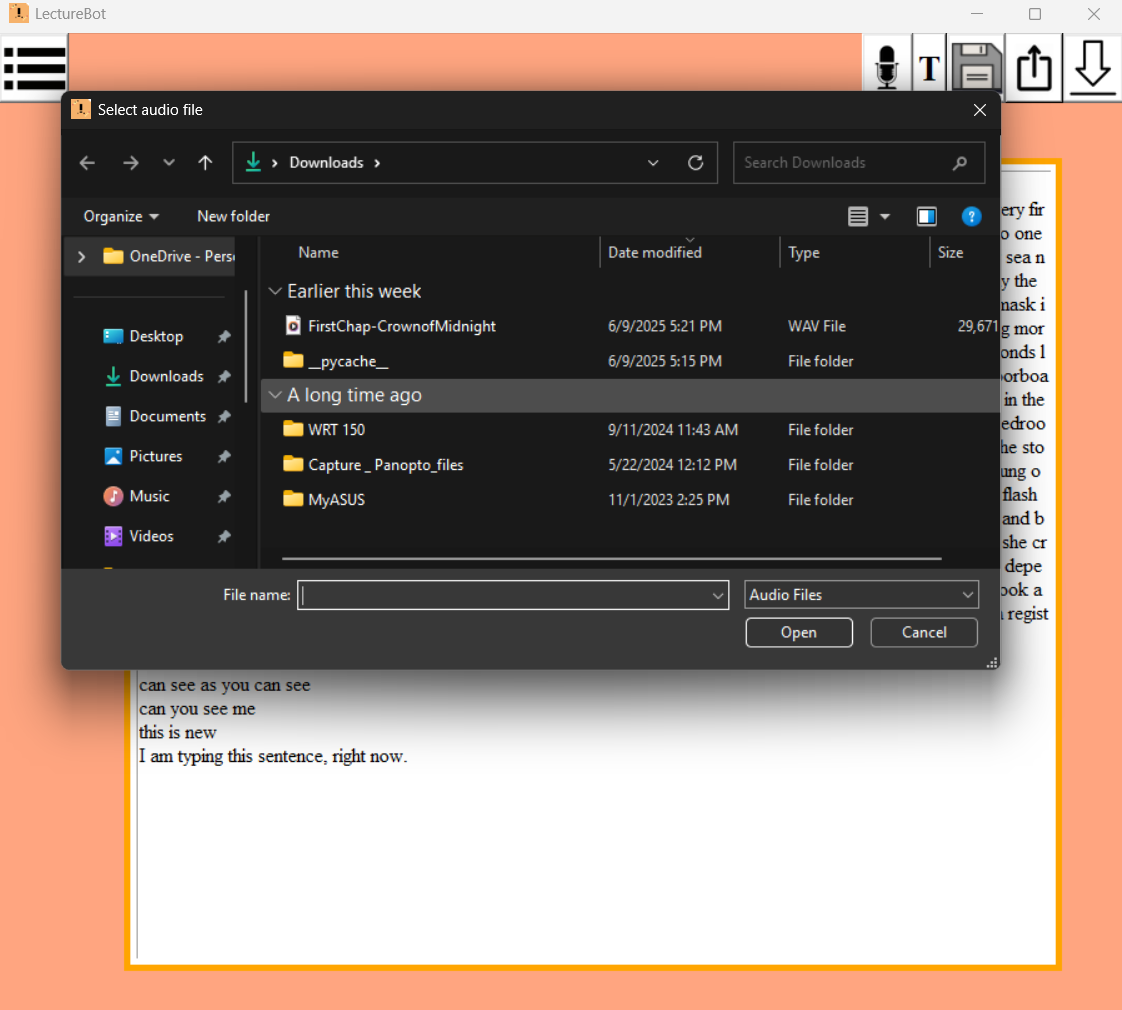 LectureBot
T
Select audio file
Downloads
Search Downloads
Organize
New folder
?
OneDrive - Pers
Name
Date modified
Type
Size
Earlier this week
FirstChap-CrownofMidnight 6/9/2025 5:21 PM WAV File 29,671
__pycache__ 6/9/2025 5:15 PM File folder
A long time ago
WRT 150 9/11/2024 11:43 AM File folder
Capture _ Panopto_files 5/22/2024 12:12 PM File folder
MyASUS 11/1/2023 2:25 PM File folder
Desktop
Downloads
Documents
Pictures
Music
Videos
File name:
Audio Files
Open
Cancel
ery fir
o one
sea n
y the
mask i
g mor
onds l
orboa
in the
edroo
he sto
ung o
flash
and b
she cr
depe
ook a
regist
can see as you can see
can you see me
this is new
I am typing this sentence, right now.